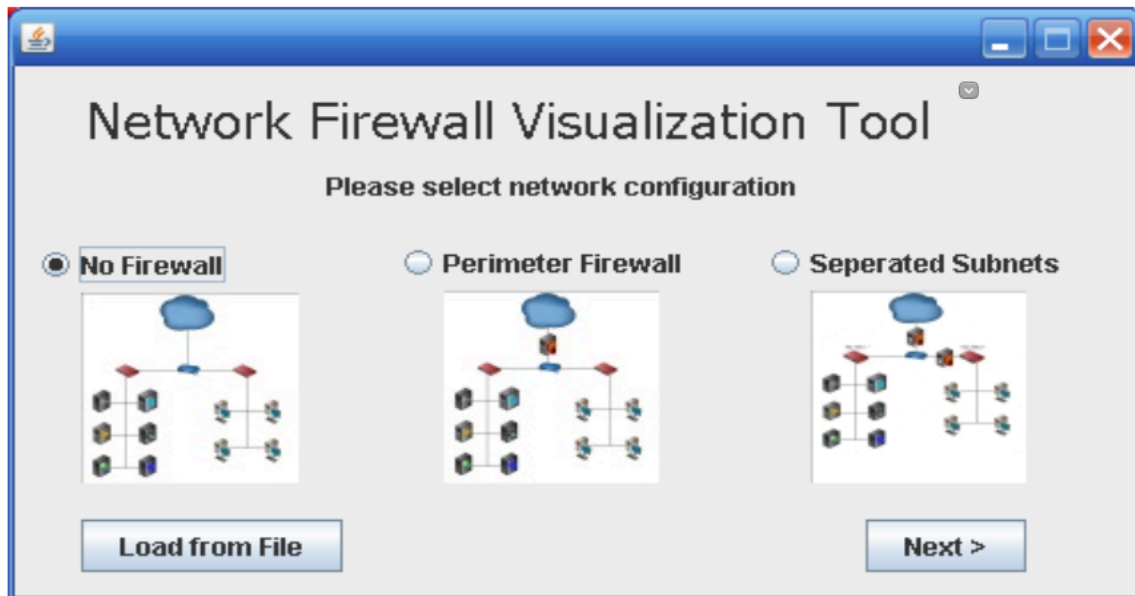 Network Firewall Visualization Tool
Please select network configuration
No Firewall
Perimeter Firewall
Seperated Subnets
Load from File
Next >